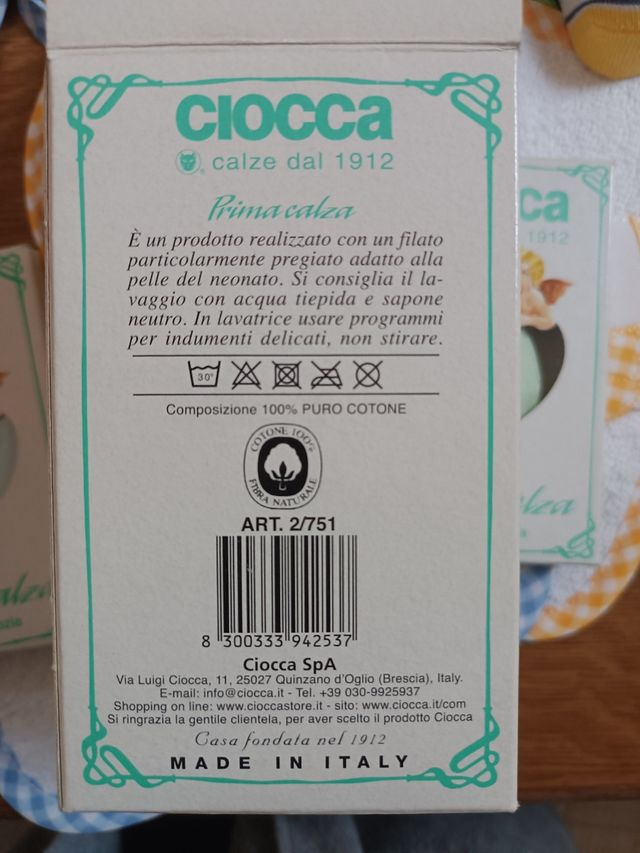 CIOCCA
calze dal 1912
Prima calza
È un prodotto realizzato con un filato
particolarmente pregiato adatto alla
pelle del neonato. Si consiglia il la-
vaggio con acqua tiepida e sapone
neutro. In lavatrice usare programmi
per indumenti delicati, non stirare.
30°
Composizione 100% PURO COTONE
COTONE 100%
FIBRA NATURALE
ART. 2/751
8 300333 942537
Ciocca SpA
Via Luigi Ciocca, 11, 25027 Quinzano d'Oglio (Brescia), Italy.
E-mail: info@ciocca.it - Tel. +39 030-9925937
Shopping on line: www.cioccastore.it - sito: www.ciocca.it/com
Si ringrazia la gentile clientela, per aver scelto il prodotto Ciocca
Casa fondata nel 1912
MADE IN ITALY
ca
1912
lza